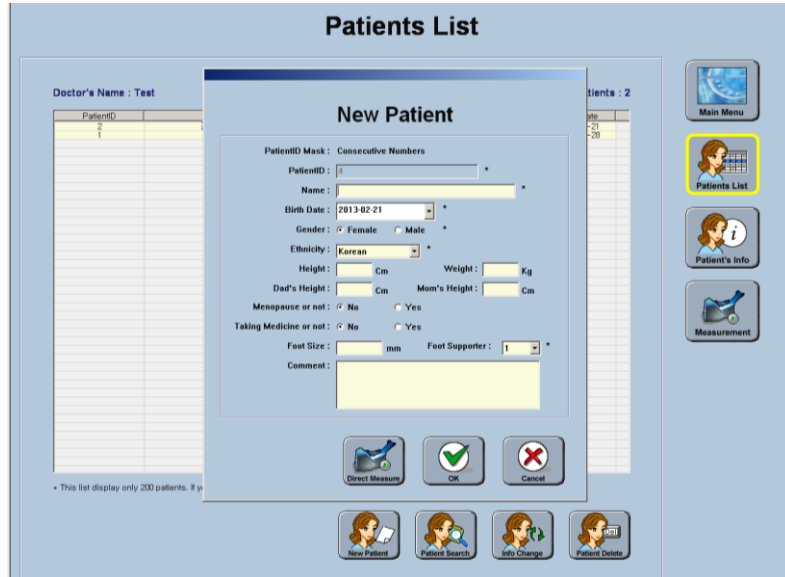 Patients List
Doctor's Name : Test
tients : 2
PatientID
ate
2
-21
1
-28
New Patient
PatientID Mask : Consecutive Numbers
PatientID : 4 *
Name : *
Birth Date : 2013-02-21 *
Gender : Female Male *
Ethnicity : Korean *
Height : Cm Weight : Kg
Dad's Height : Cm Mom's Height : Cm
Menopause or not : No Yes
Taking Medicine or not : No Yes
Foot Size : mm Foot Supporter : 1 *
Comment :
Direct Measure
OK
Cancel
* This list display only 200 patients. If y
New Patient
Patient Search
Info Change
Patient Delete
Main Menu
Patients List
Patient's Info
Measurement